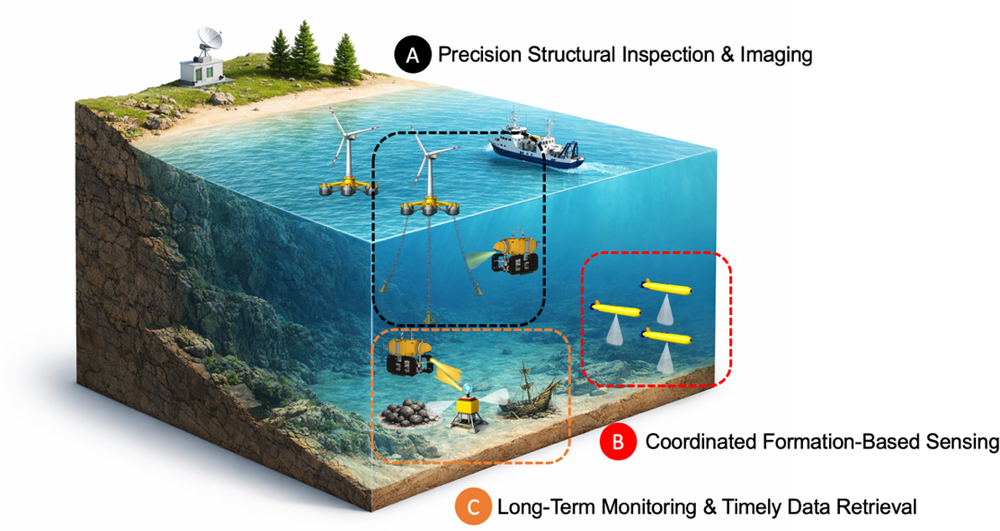 A Precision Structural Inspection & Imaging
B Coordinated Formation-Based Sensing
C Long-Term Monitoring & Timely Data Retrieval